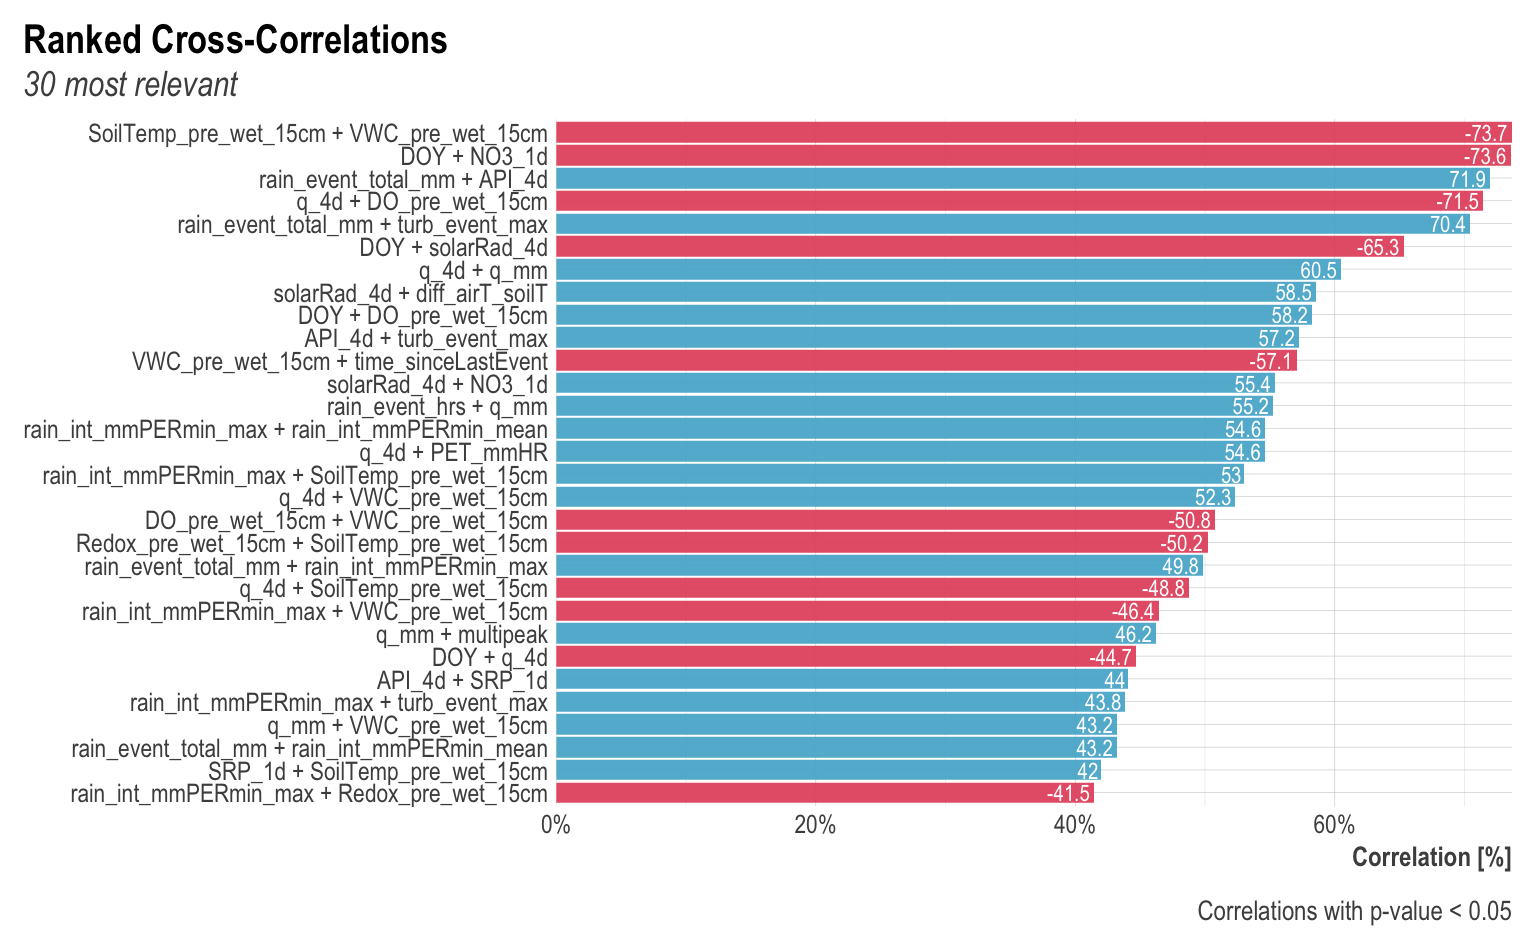 Ranked Cross-Correlations
30 most relevant
SoilTemp_pre_wet_15cm + VWC_pre_wet_15cm -73.7
DOY + NO3_1d -73.6
rain_event_total_mm + API_4d 71.9
q_4d + DO_pre_wet_15cm -71.5
rain_event_total_mm + turb_event_max 70.4
DOY + solarRad_4d -65.3
q_4d + q_mm 60.5
solarRad_4d + diff_airT_soilT 58.5
DOY + DO_pre_wet_15cm 58.2
API_4d + turb_event_max 57.2
VWC_pre_wet_15cm + time_sinceLastEvent -57.1
solarRad_4d + NO3_1d 55.4
rain_event_hrs + q_mm 55.2
rain_int_mmPERmin_max + rain_int_mmPERmin_mean 54.6
q_4d + PET_mmHR 54.6
rain_int_mmPERmin_max + SoilTemp_pre_wet_15cm 53
q_4d + VWC_pre_wet_15cm 52.3
DO_pre_wet_15cm + VWC_pre_wet_15cm -50.8
Redox_pre_wet_15cm + SoilTemp_pre_wet_15cm -50.2
rain_event_total_mm + rain_int_mmPERmin_max 49.8
q_4d + SoilTemp_pre_wet_15cm -48.8
rain_int_mmPERmin_max + VWC_pre_wet_15cm -46.4
q_mm + multipeak 46.2
DOY + q_4d -44.7
API_4d + SRP_1d 44
rain_int_mmPERmin_max + turb_event_max 43.8
q_mm + VWC_pre_wet_15cm 43.2
rain_event_total_mm + rain_int_mmPERmin_mean 43.2
SRP_1d + SoilTemp_pre_wet_15cm 42
rain_int_mmPERmin_max + Redox_pre_wet_15cm -41.5
0% 20% 40% 60%
Correlation [%]
Correlations with p-value < 0.05